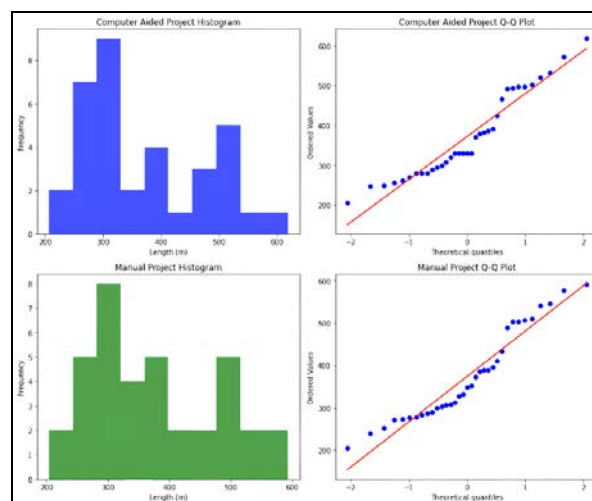 Computer Aided Project Histogram
Frequency
8
6
4
2
0
200 300 400 500 600
Length (m)
Computer Aided Project Q-Q Plot
Ordered Values
600
500
400
300
200
−2 −1 0 1 2
Theoretical quantiles
Manual Project Histogram
Frequency
8
7
6
5
4
3
2
1
0
200 300 400 500 600
Length (m)
Manual Project Q-Q Plot
Ordered Values
600
500
400
300
200
−2 −1 0 1 2
Theoretical quantiles